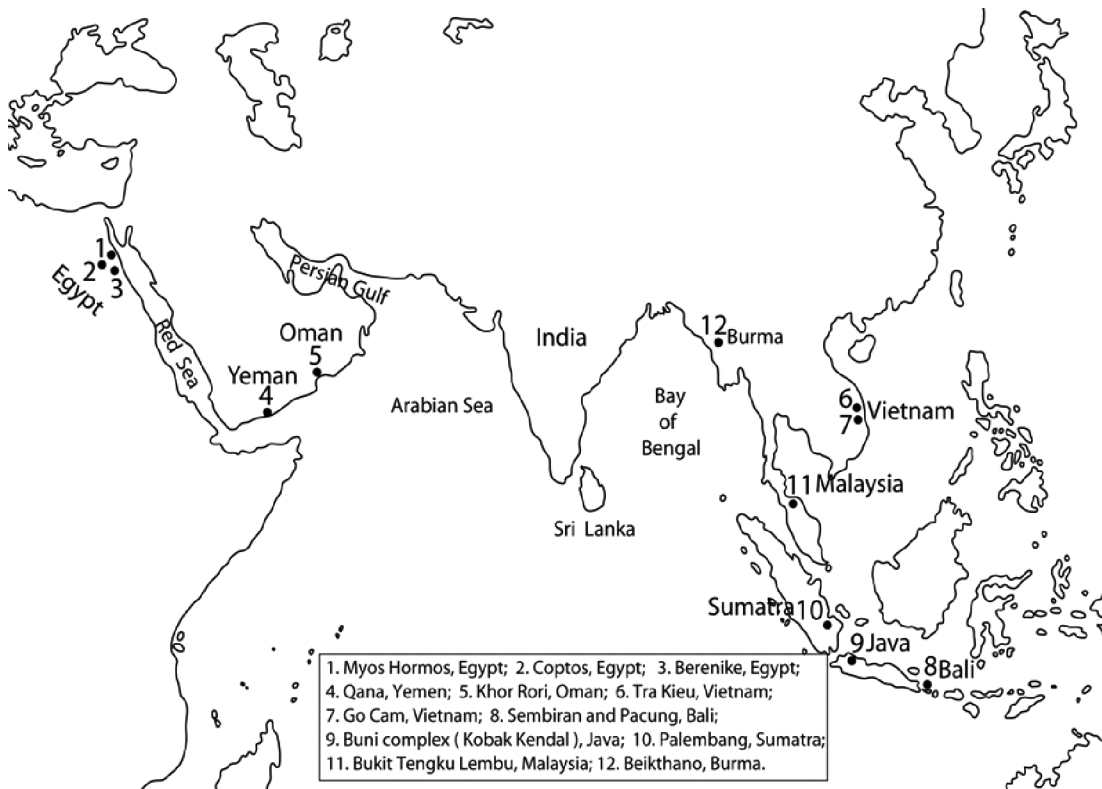 1
2
3
Egypt
Persian Gulf
Red Sea
Oman
5
Yeman
4
Arabian Sea
India
12
Burma
Bay
of
Bengal
6
7
Vietnam
11
Malaysia
Sri Lanka
Sumatra
10
9
Java
8
Bali
1. Myos Hormos, Egypt; 2. Coptos, Egypt; 3. Berenike, Egypt;
4. Qana, Yemen; 5. Khor Rori, Oman; 6. Tra Kieu, Vietnam;
7. Go Cam, Vietnam; 8. Sembiran and Pacung, Bali;
9. Buni complex ( Kobak Kendal ), Java; 10. Palembang, Sumatra;
11. Bukit Tengku Lembu, Malaysia; 12. Beikthano, Burma.